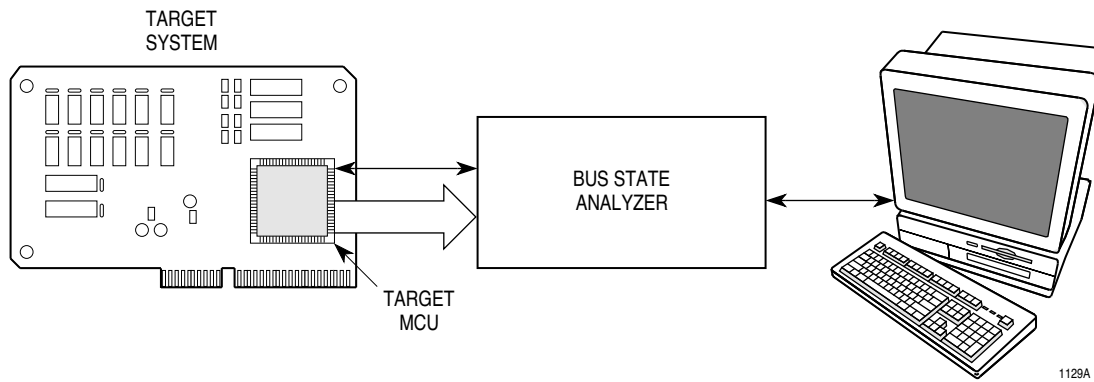 TARGET
SYSTEM
BUS STATE
ANALYZER
TARGET
MCU
1129A